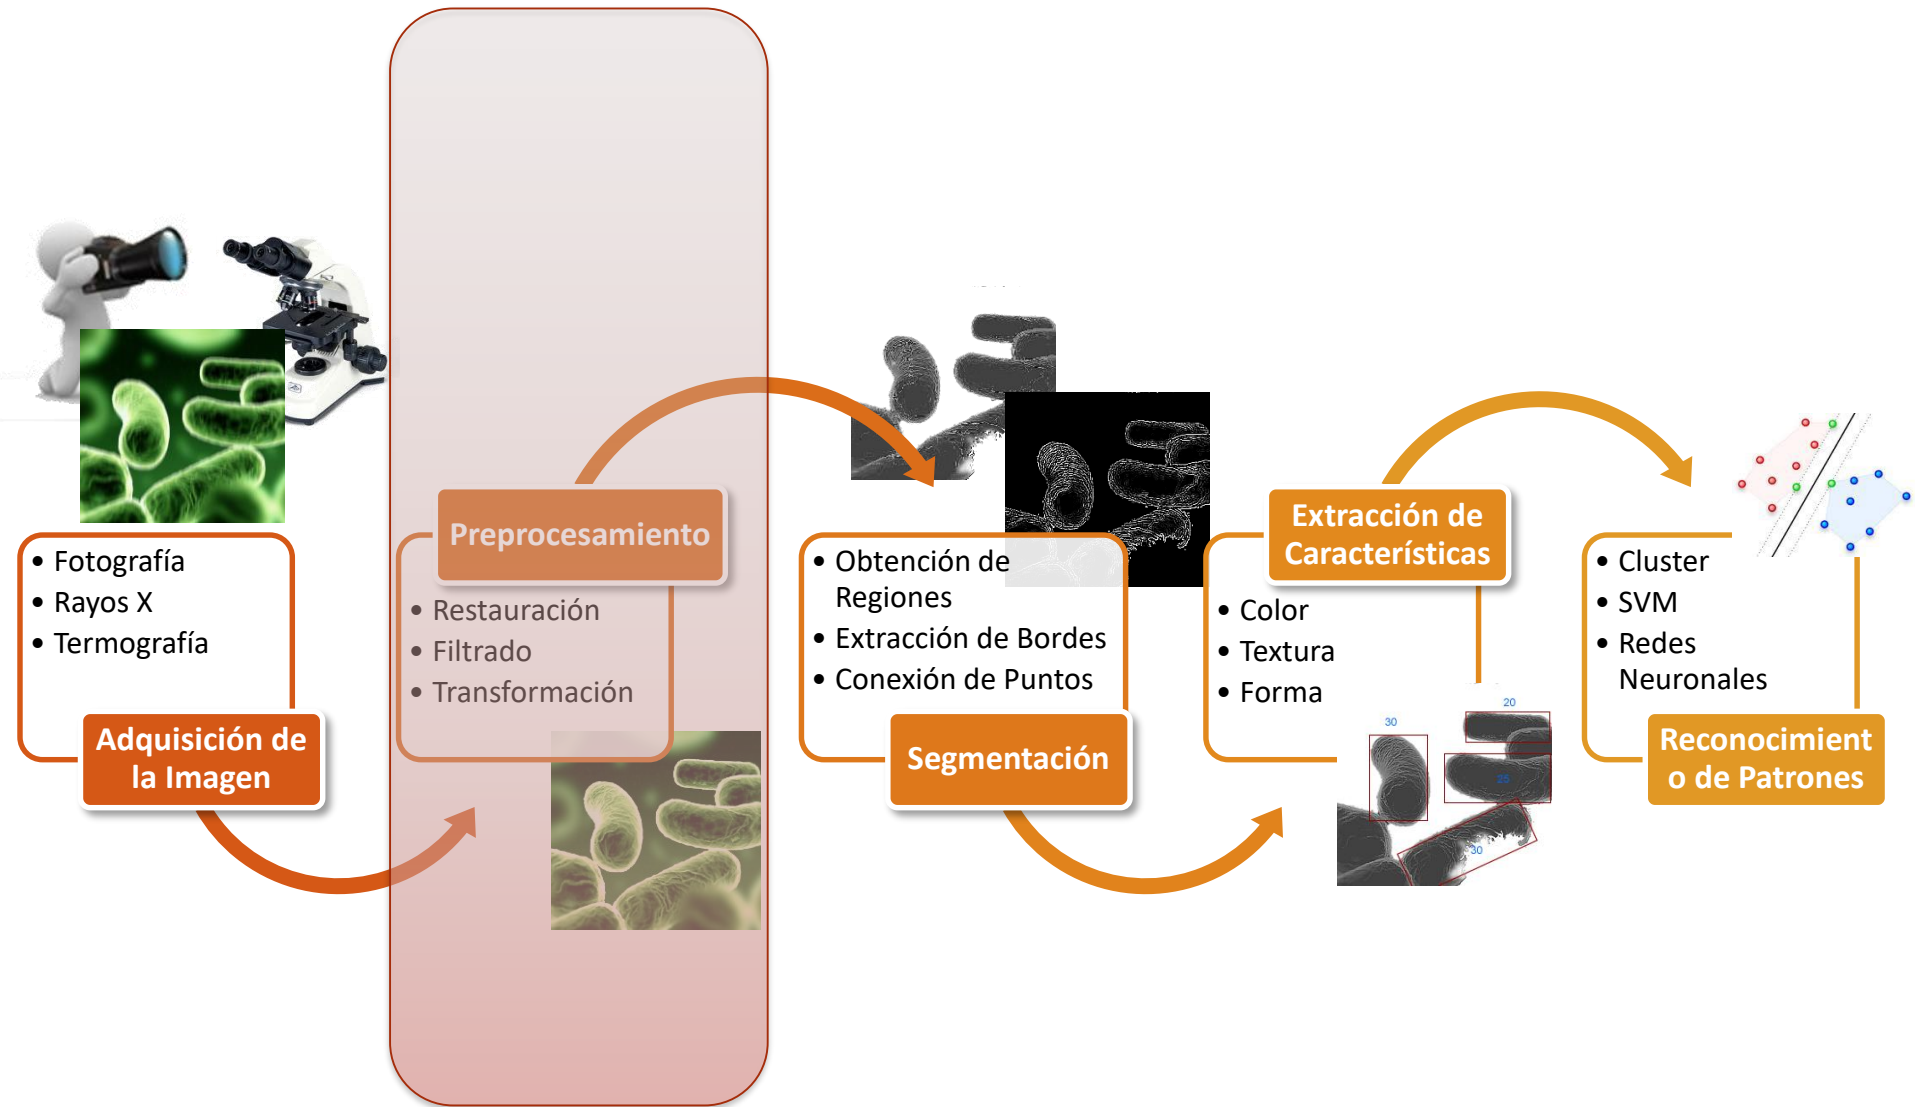 • Fotografía
• Rayos X
• Termografía
Adquisición de
la Imagen
Preprocesamiento
• Restauración
• Filtrado
• Transformación
• Obtención de
Regiones
• Extracción de Bordes
• Conexión de Puntos
Segmentación
Extracción de
Características
• Color
• Textura
• Forma
20
30
25
30
• Cluster
• SVM
• Redes
Neuronales
Reconocimient
o de Patrones